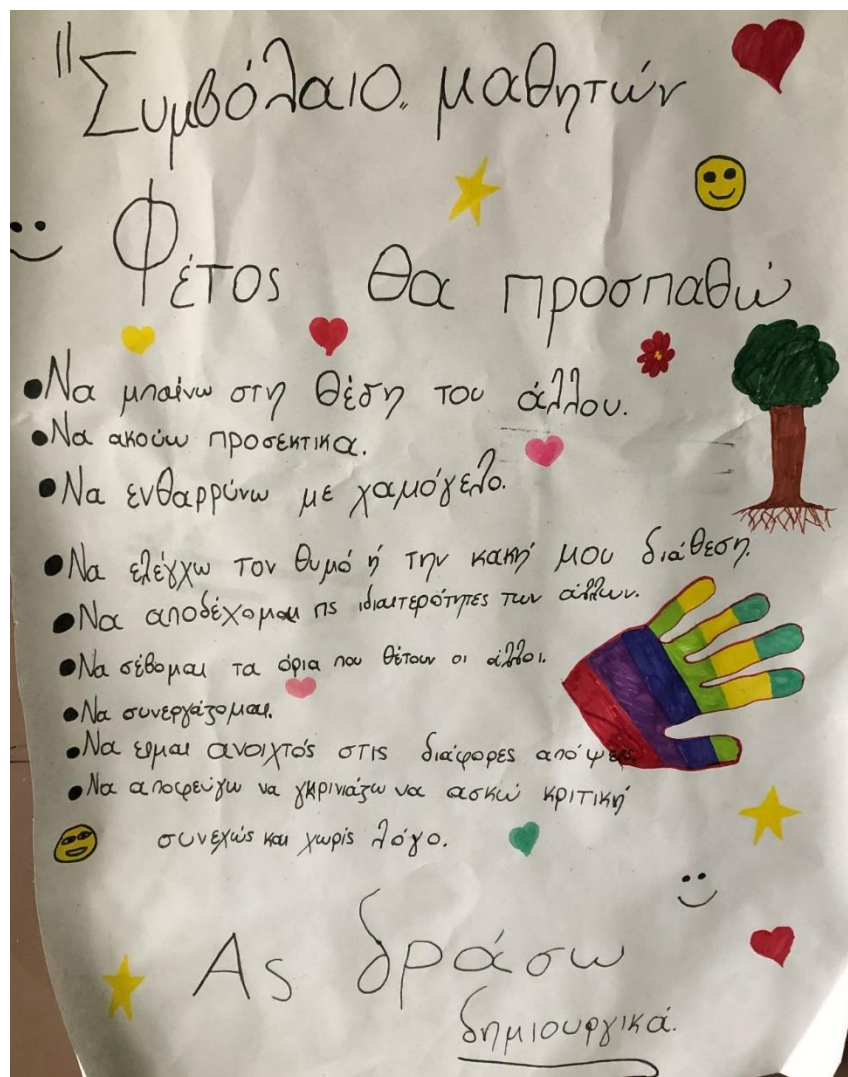 "Συμβόλαιο" μαθητών
Φέτος θα προσπαθώ
•Να μπαίνω στη θέση του άλλου.
•Να ακούω προσεκτικα.
•Να ενθαρρύνω με χαμόγελο.
•Να ελέγχω τον θυμό ή την κακή μου διάθεση.
•Να αποδέχομαι τις ιδιαιτερότητες των άλλων.
•Να σέβομαι τα όρια που θέτουν οι άλλοι.
•Να συνεργάζομαι.
•Να ειμαι ανοιχτός στις διάφορες απόψεις.
•Να αποφεύγω να γκρινιάζω να ασκώ κριτική
συνεχώς και χωρίς λόγο.
Ας δράσω
δημιουργικά.